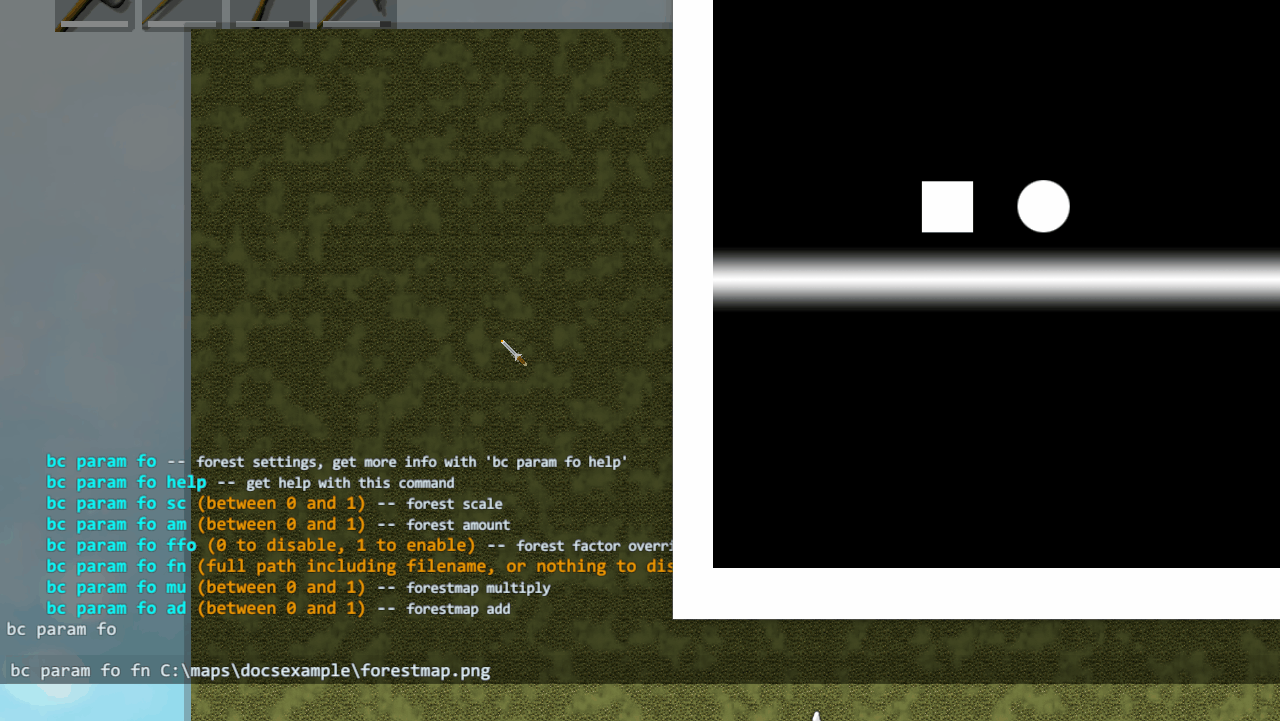 bc param fo -- forest settings, get more info with 'bc param fo help'
bc param fo help -- get help with this command
bc param fo sc (between 0 and 1) -- forest scale
bc param fo am (between 0 and 1) -- forest amount
bc param fo ffo (0 to disable, 1 to enable) -- forest factor overri
bc param fo fn (full path including filename, or nothing to dis
bc param fo mu (between 0 and 1) -- forestmap multiply
bc param fo ad (between 0 and 1) -- forestmap add
bc param fo
bc param fo fn C:\maps\docsexample\forestmap.png